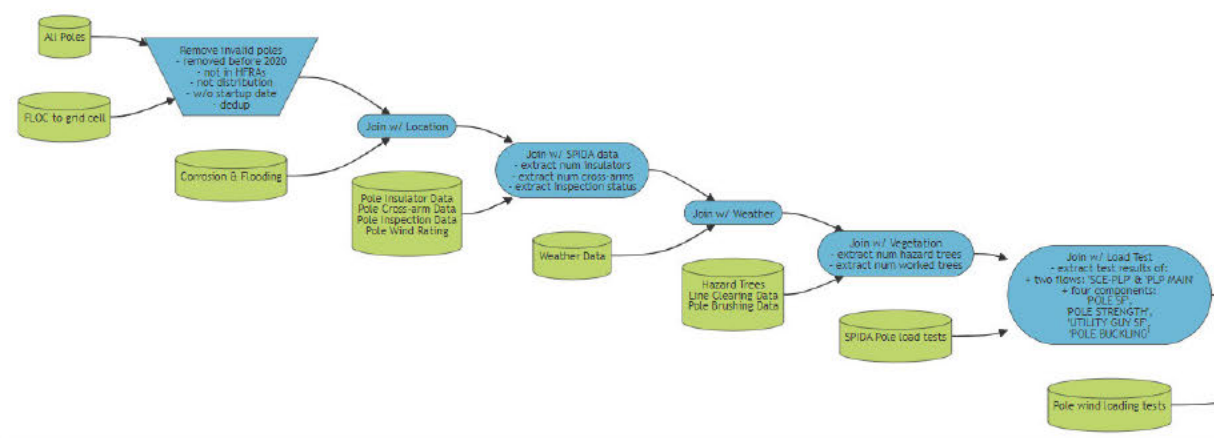 All Poles
Remove invalid poles
- removed before 2020
- not in HFRAs
- not distribution
- w/o startup date
- dedup
FLOC to grid cell
Join w/ Location
Corrosion & Flooding
Join w/ SPIDA data
- extract num insulators
- extract num cross-arms
- extract inspection status
Pole Insulator Data
Pole Cross-arm Data
Pole Inspection Data
Pole Wind Rating
Join w/ Weather
Weather Data
Join w/ Vegetation
- extract num hazard trees
- extract num worked trees
Hazard Trees
Line Clearing Data
Pole Brushing Data
Join w/ Load Test
- extract test results of:
+ two flows: 'SCE-PLP' & 'PLP MAIN'
+ four components:
'POLE SF',
'POLE STRENGTH',
'UTILITY GUY SF',
'POLE BUCKLING'
SPIDA Pole load tests
Pole wind loading tests